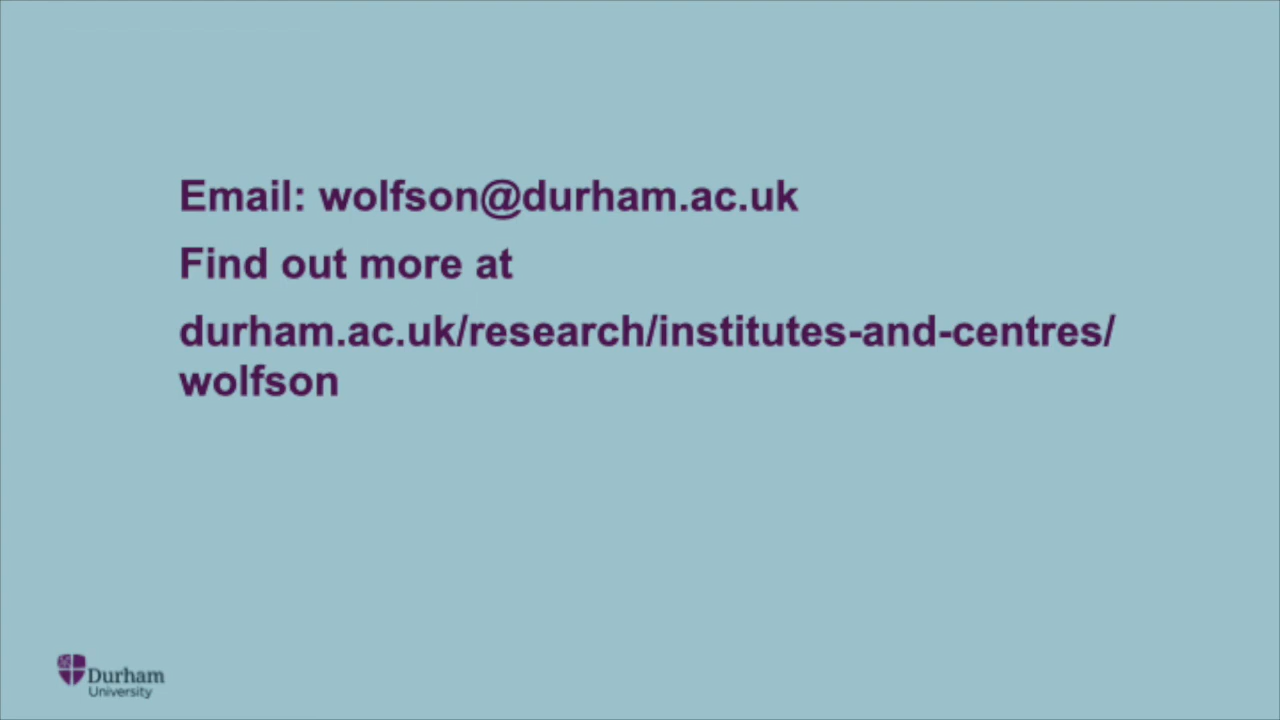 Email: wolfson@durham.ac.uk
Find out more at
durham.ac.uk/research/institutes-and-centres/
wolfson
Durham
University